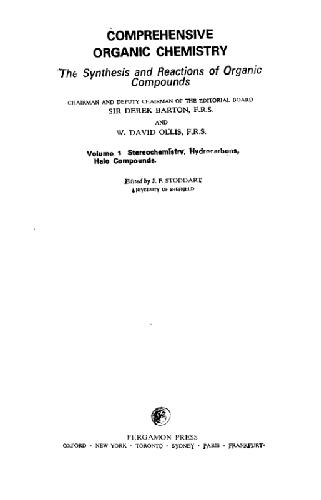 COMPREHENSIVE
ORGANIC CHEMISTRY
The Synthesis and Reactions of Organic
Compounds
CHAIRMAN AND DEPUTY CHAIRMAN OF THE EDITORIAL BOARD
SIR DEREK BARTON, F.R.S.
AND
W. DAVID OLLIS, F.R.S.
Volume 1 Stereochemistry, Hydrocarbons,
Halo Compounds.
Edited by J. F. STODDART
UNIVERSITY OF SHEFFIELD
PERGAMON PRESS
OXFORD · NEW YORK · TORONTO · SYDNEY · PARIS · FRANKFURT